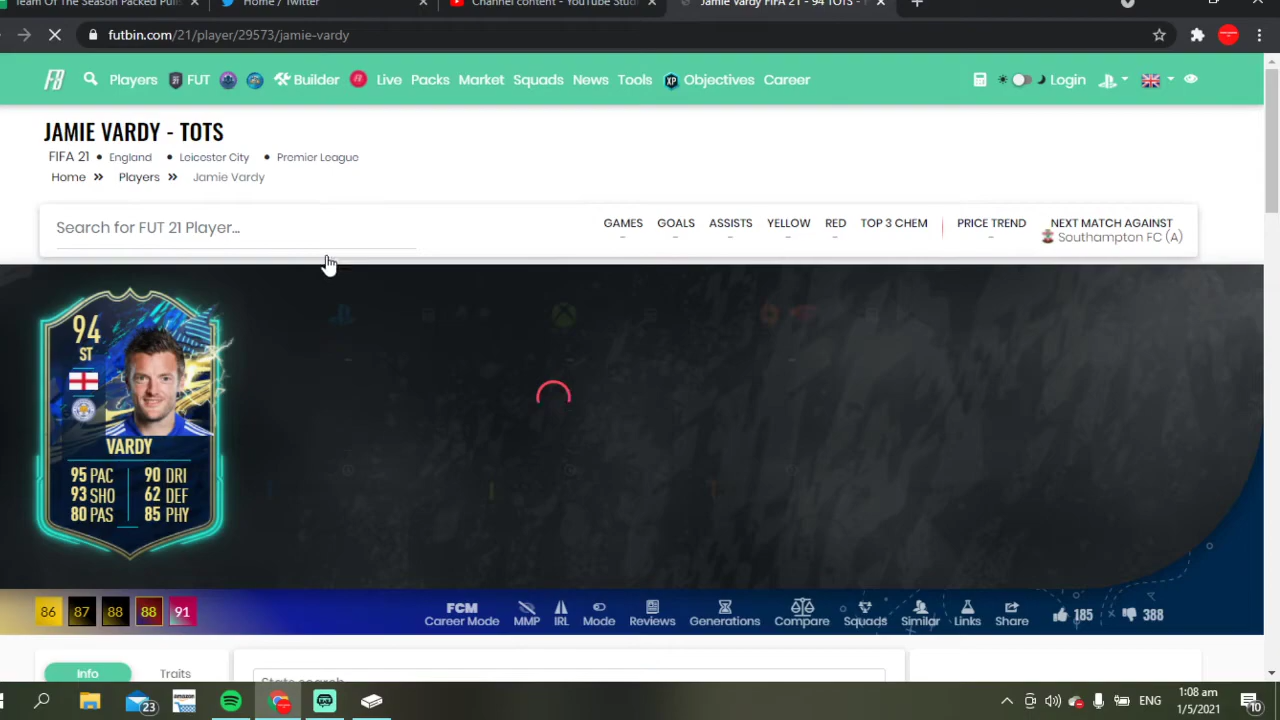 Team Of The Season Packed Pul
Home / Twitter
Channel content - YouTube Stud
Jamie Vardy FIFA 21 - 94 TOTS -
futbin.com/21/player/29573/jamie-vardy
FB Players FUT Builder Live Packs Market Squads News Tools XP Objectives Career Login
JAMIE VARDY - TOTS
FIFA 21 • England • Leicester City • Premier League
Home » Players » Jamie Vardy
Search for FUT 21 Player...
GAMES GOALS ASSISTS YELLOW RED TOP 3 CHEM PRICE TREND NEXT MATCH AGAINST
- - - - - - - Southampton FC (A)
94
ST
VARDY
95 PAC 90 DRI
93 SHO 62 DEF
80 PAS 85 PHY
86 87 88 88 91
FCM
Career Mode MMP IRL Mode Reviews Generations Compare Squads Similar Links Share 185 388
Info Traits
Stats search
23
ENG
1:08 am
1/5/2021
10